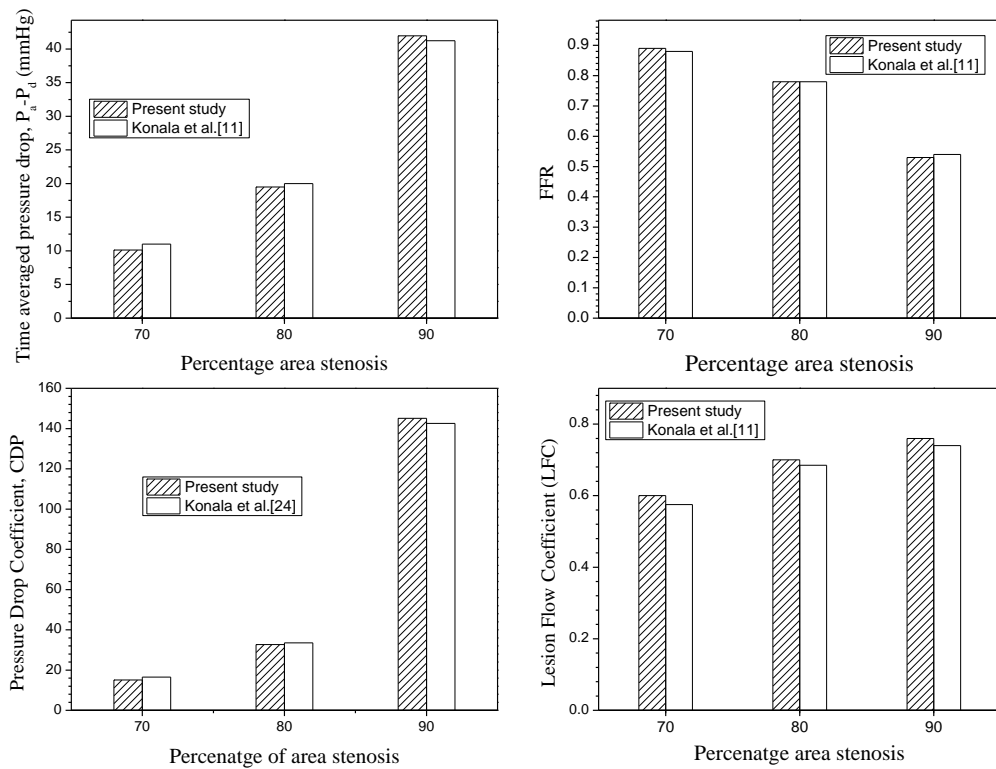 Time averaged pressure drop, Pa-Pd (mmHg)
40
35
30
25
20
15
10
5
0
Present study
Konala et al.[11]
70 80 90
Percentage area stenosis
FFR
0.9
0.8
0.7
0.6
0.5
0.4
0.3
0.2
0.1
0.0
Present study
Konala et al.[11]
70 80 90
Percentage area stenosis
Pressure Drop Coefficient, CDP
160
140
120
100
80
60
40
20
0
Present study
Konala et al.[24]
70 80 90
Percenatge of area stenosis
Lesion Flow Coefficient (LFC)
0.8
0.6
0.4
0.2
0.0
Present study
Konala et al.[11]
70 80 90
Percenatge area stenosis